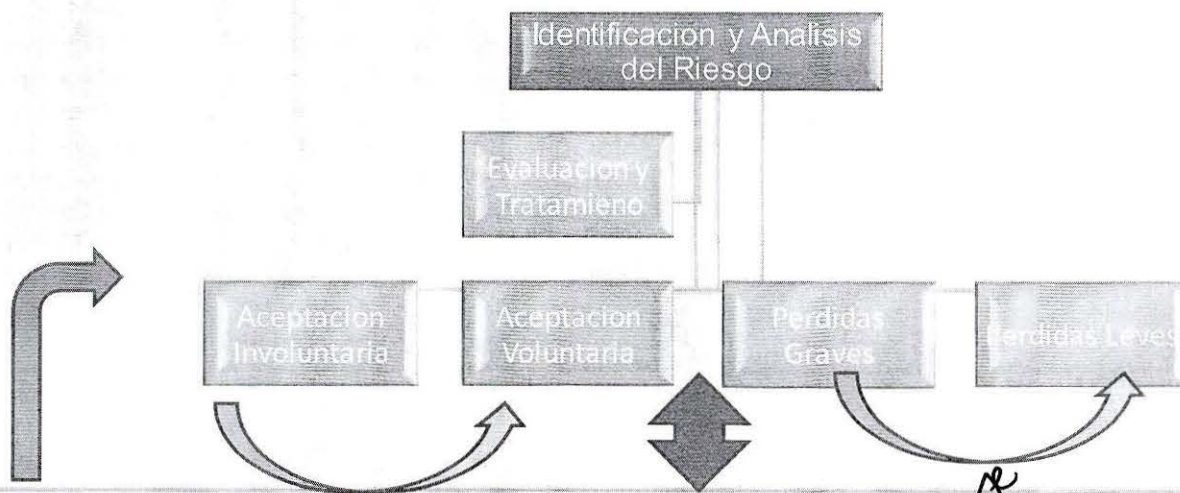 Identificacion y Analisis
del Riesgo
Evaluacion y
Tratamieno
Aceptacion
Involuntaria
Aceptacion
Voluntaria
Perdidas
Graves
Perdidas Leves